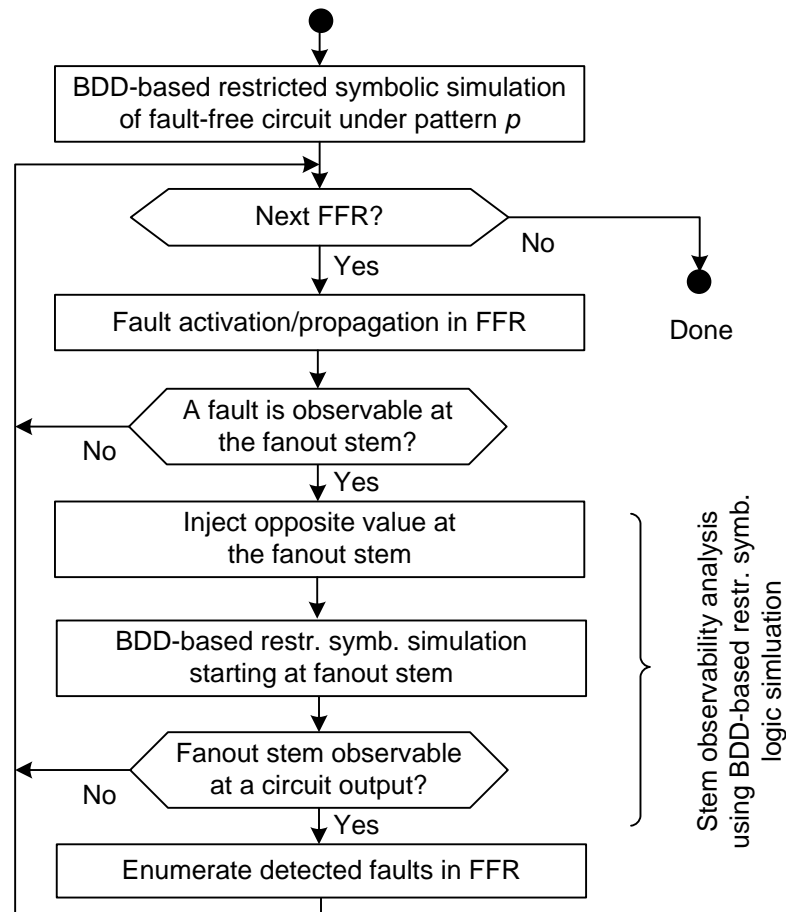 BDD-based restricted symbolic simulation
of fault-free circuit under pattern p
Next FFR?
No
Yes
Done
Fault activation/propagation in FFR
A fault is observable at
the fanout stem?
No
Yes
Inject opposite value at
the fanout stem
BDD-based restr. symb. simulation
starting at fanout stem
Fanout stem observable
at a circuit output?
No
Yes
Enumerate detected faults in FFR
Stem observability analysis
using BDD-based restr. symb.
logic simluation